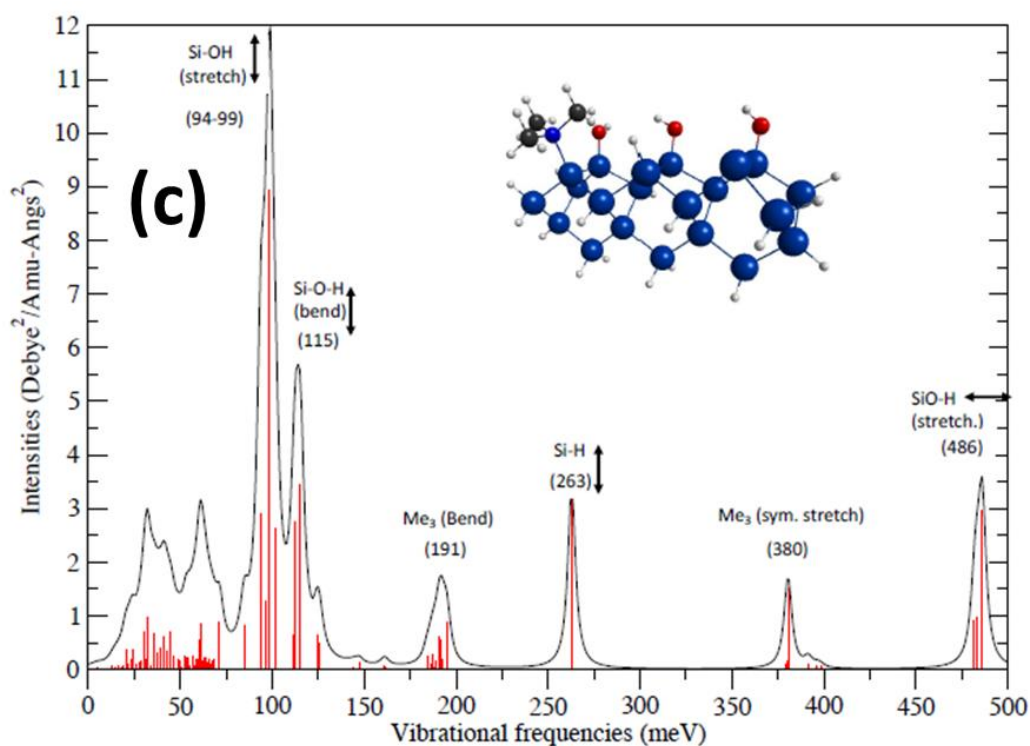 12
11
10
9
8
7
6
5
4
3
2
1
0
Intensities (Debye²/Amu-Angs²)
(c)
Si-OH
(stretch)
(94-99)
Si-O-H
(bend)
(115)
Me₃ (Bend)
(191)
Si-H
(263)
Me₃ (sym. stretch)
(380)
SiO-H
(stretch.)
(486)
0 50 100 150 200 250 300 350 400 450 500
Vibrational frequencies (meV)